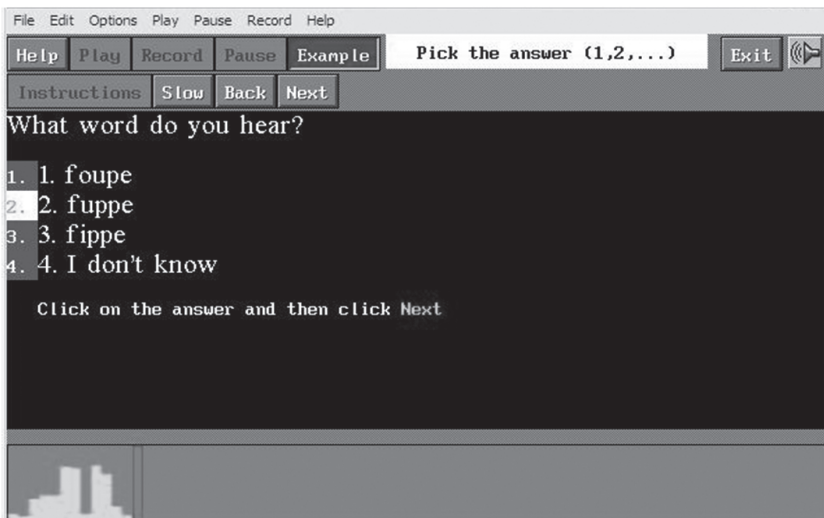 File Edit Options Play Pause Record Help
Help Play Record Pause Example Pick the answer (1,2,...) Exit
Instructions Slow Back Next
What word do you hear?
1. 1. foupe
2. 2. fuppe
3. 3. fippe
4. 4. I don't know
Click on the answer and then click Next